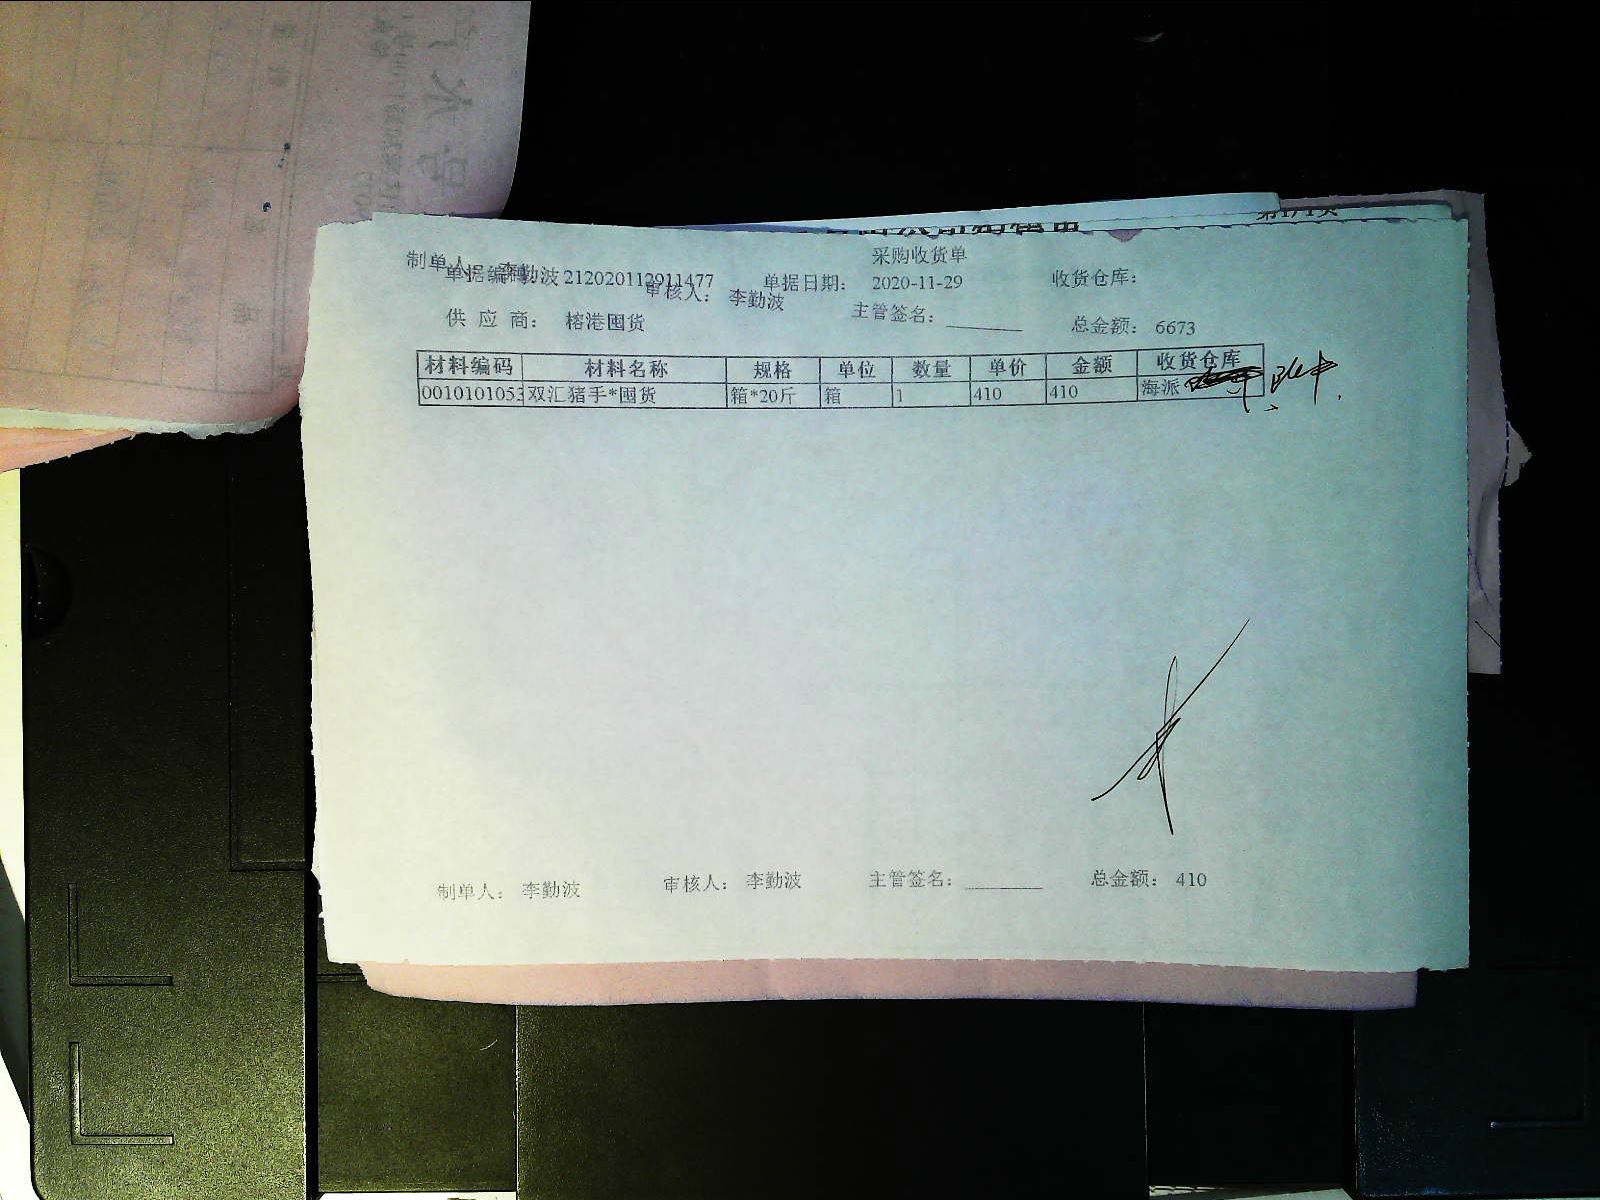 采购收货单
制单人： 李勤波 单据编码： 212020112911477 单据日期： 2020-11-29 收货仓库：
审核人： 李勤波 主管签名：
供 应 商： 榕港囤货 总金额： 6673
材料编码 材料名称 规格 单位 数量 单价 金额 收货仓库
0010101053 双汇猪手*囤货 箱*20斤 箱 1 410 410 海派
制单人： 李勤波 审核人： 李勤波 主管签名： 总金额： 410